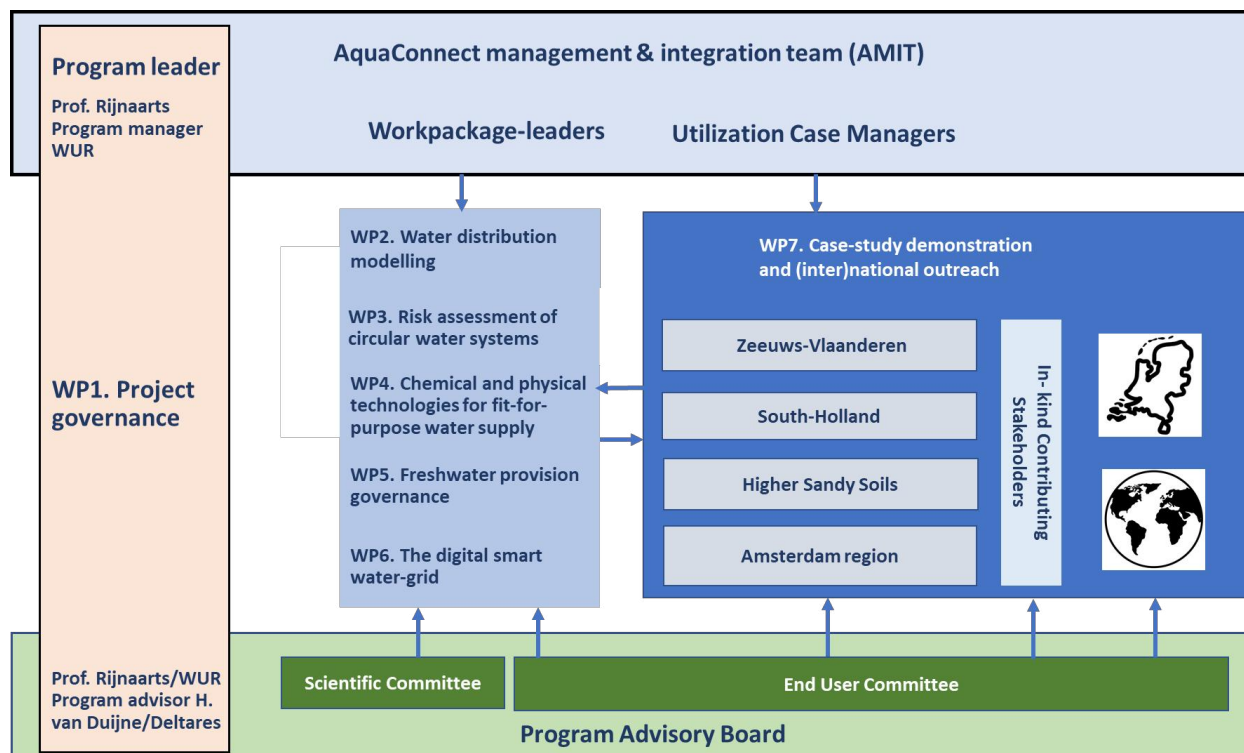 AquaConnect management & integration team (AMIT)
Program leader
Prof. Rijnaarts
Program manager
WUR
Workpackage-leaders
Utilization Case Managers
WP1. Project
governance
WP2. Water distribution
modelling
WP3. Risk assessment of
circular water systems
WP4. Chemical and physical
technologies for fit-for-
purpose water supply
WP5. Freshwater provision
governance
WP6. The digital smart
water-grid
WP7. Case-study demonstration
and (inter)national outreach
Zeeuws-Vlaanderen
South-Holland
Higher Sandy Soils
Amsterdam region
In- kind Contributing
Stakeholders
Prof. Rijnaarts/WUR
Program advisor H.
van Duijne/Deltares
Scientific Committee
End User Committee
Program Advisory Board